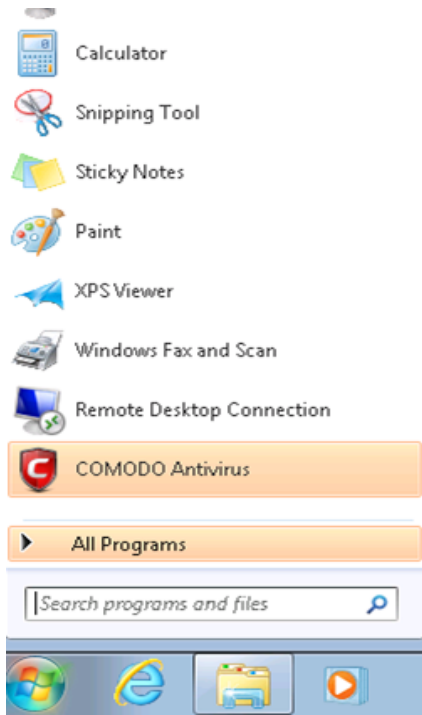 Calculator
Snipping Tool
Sticky Notes
Paint
XPS Viewer
Windows Fax and Scan
Remote Desktop Connection
COMODO Antivirus
All Programs
Search programs and files